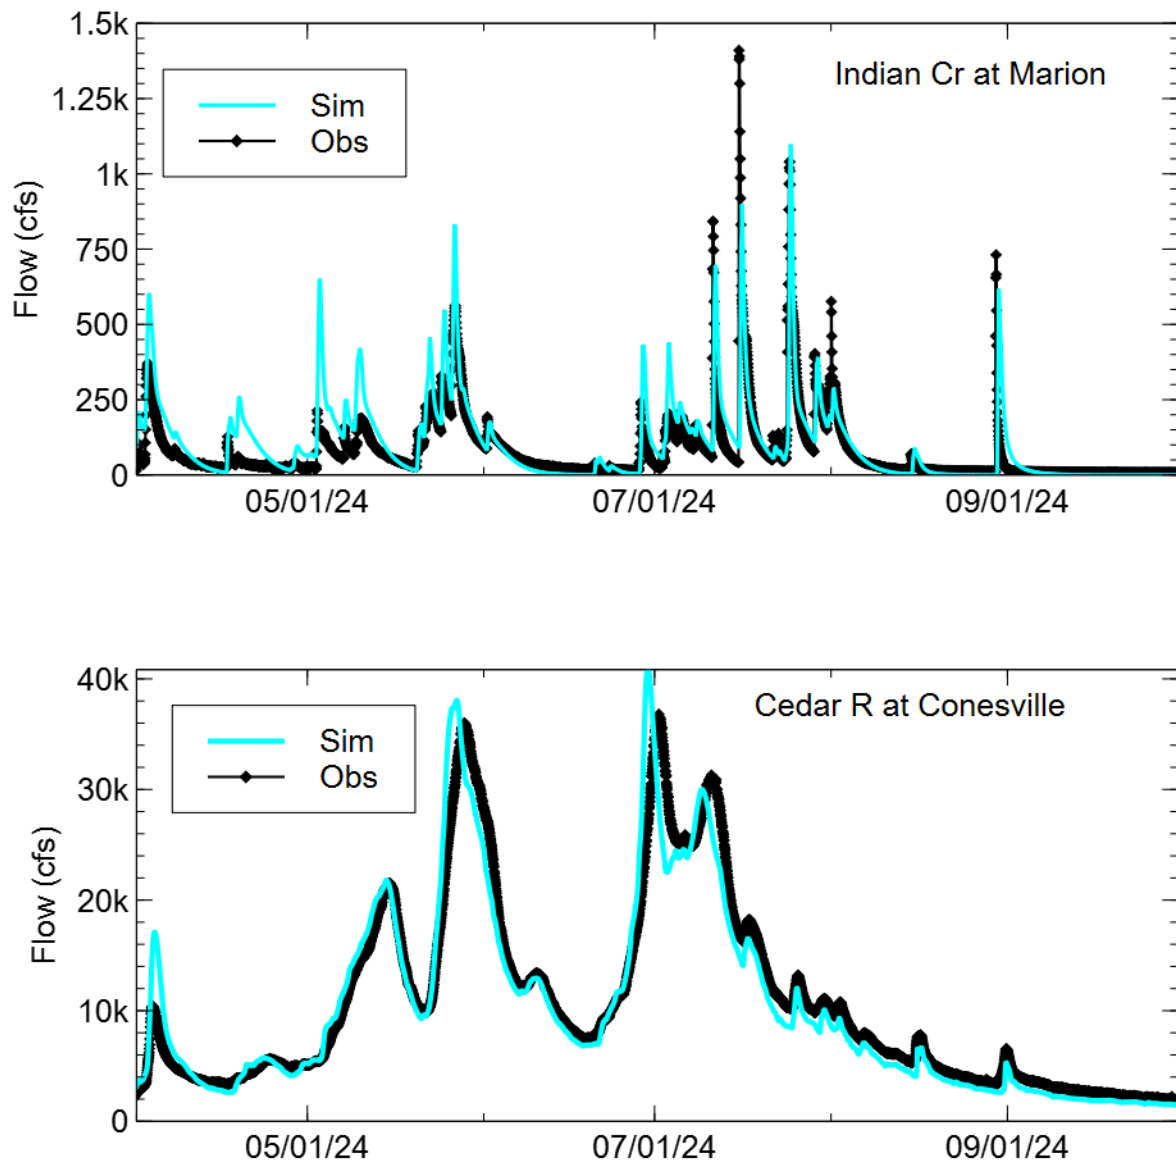 1.5k
Indian Cr at Marion
1.25k
Sim
Obs
1k
Flow (cfs)
750
500
250
0
05/01/24 07/01/24 09/01/24
40k
Cedar R at Conesville
Sim
Obs
30k
Flow (cfs)
20k
10k
0
05/01/24 07/01/24 09/01/24